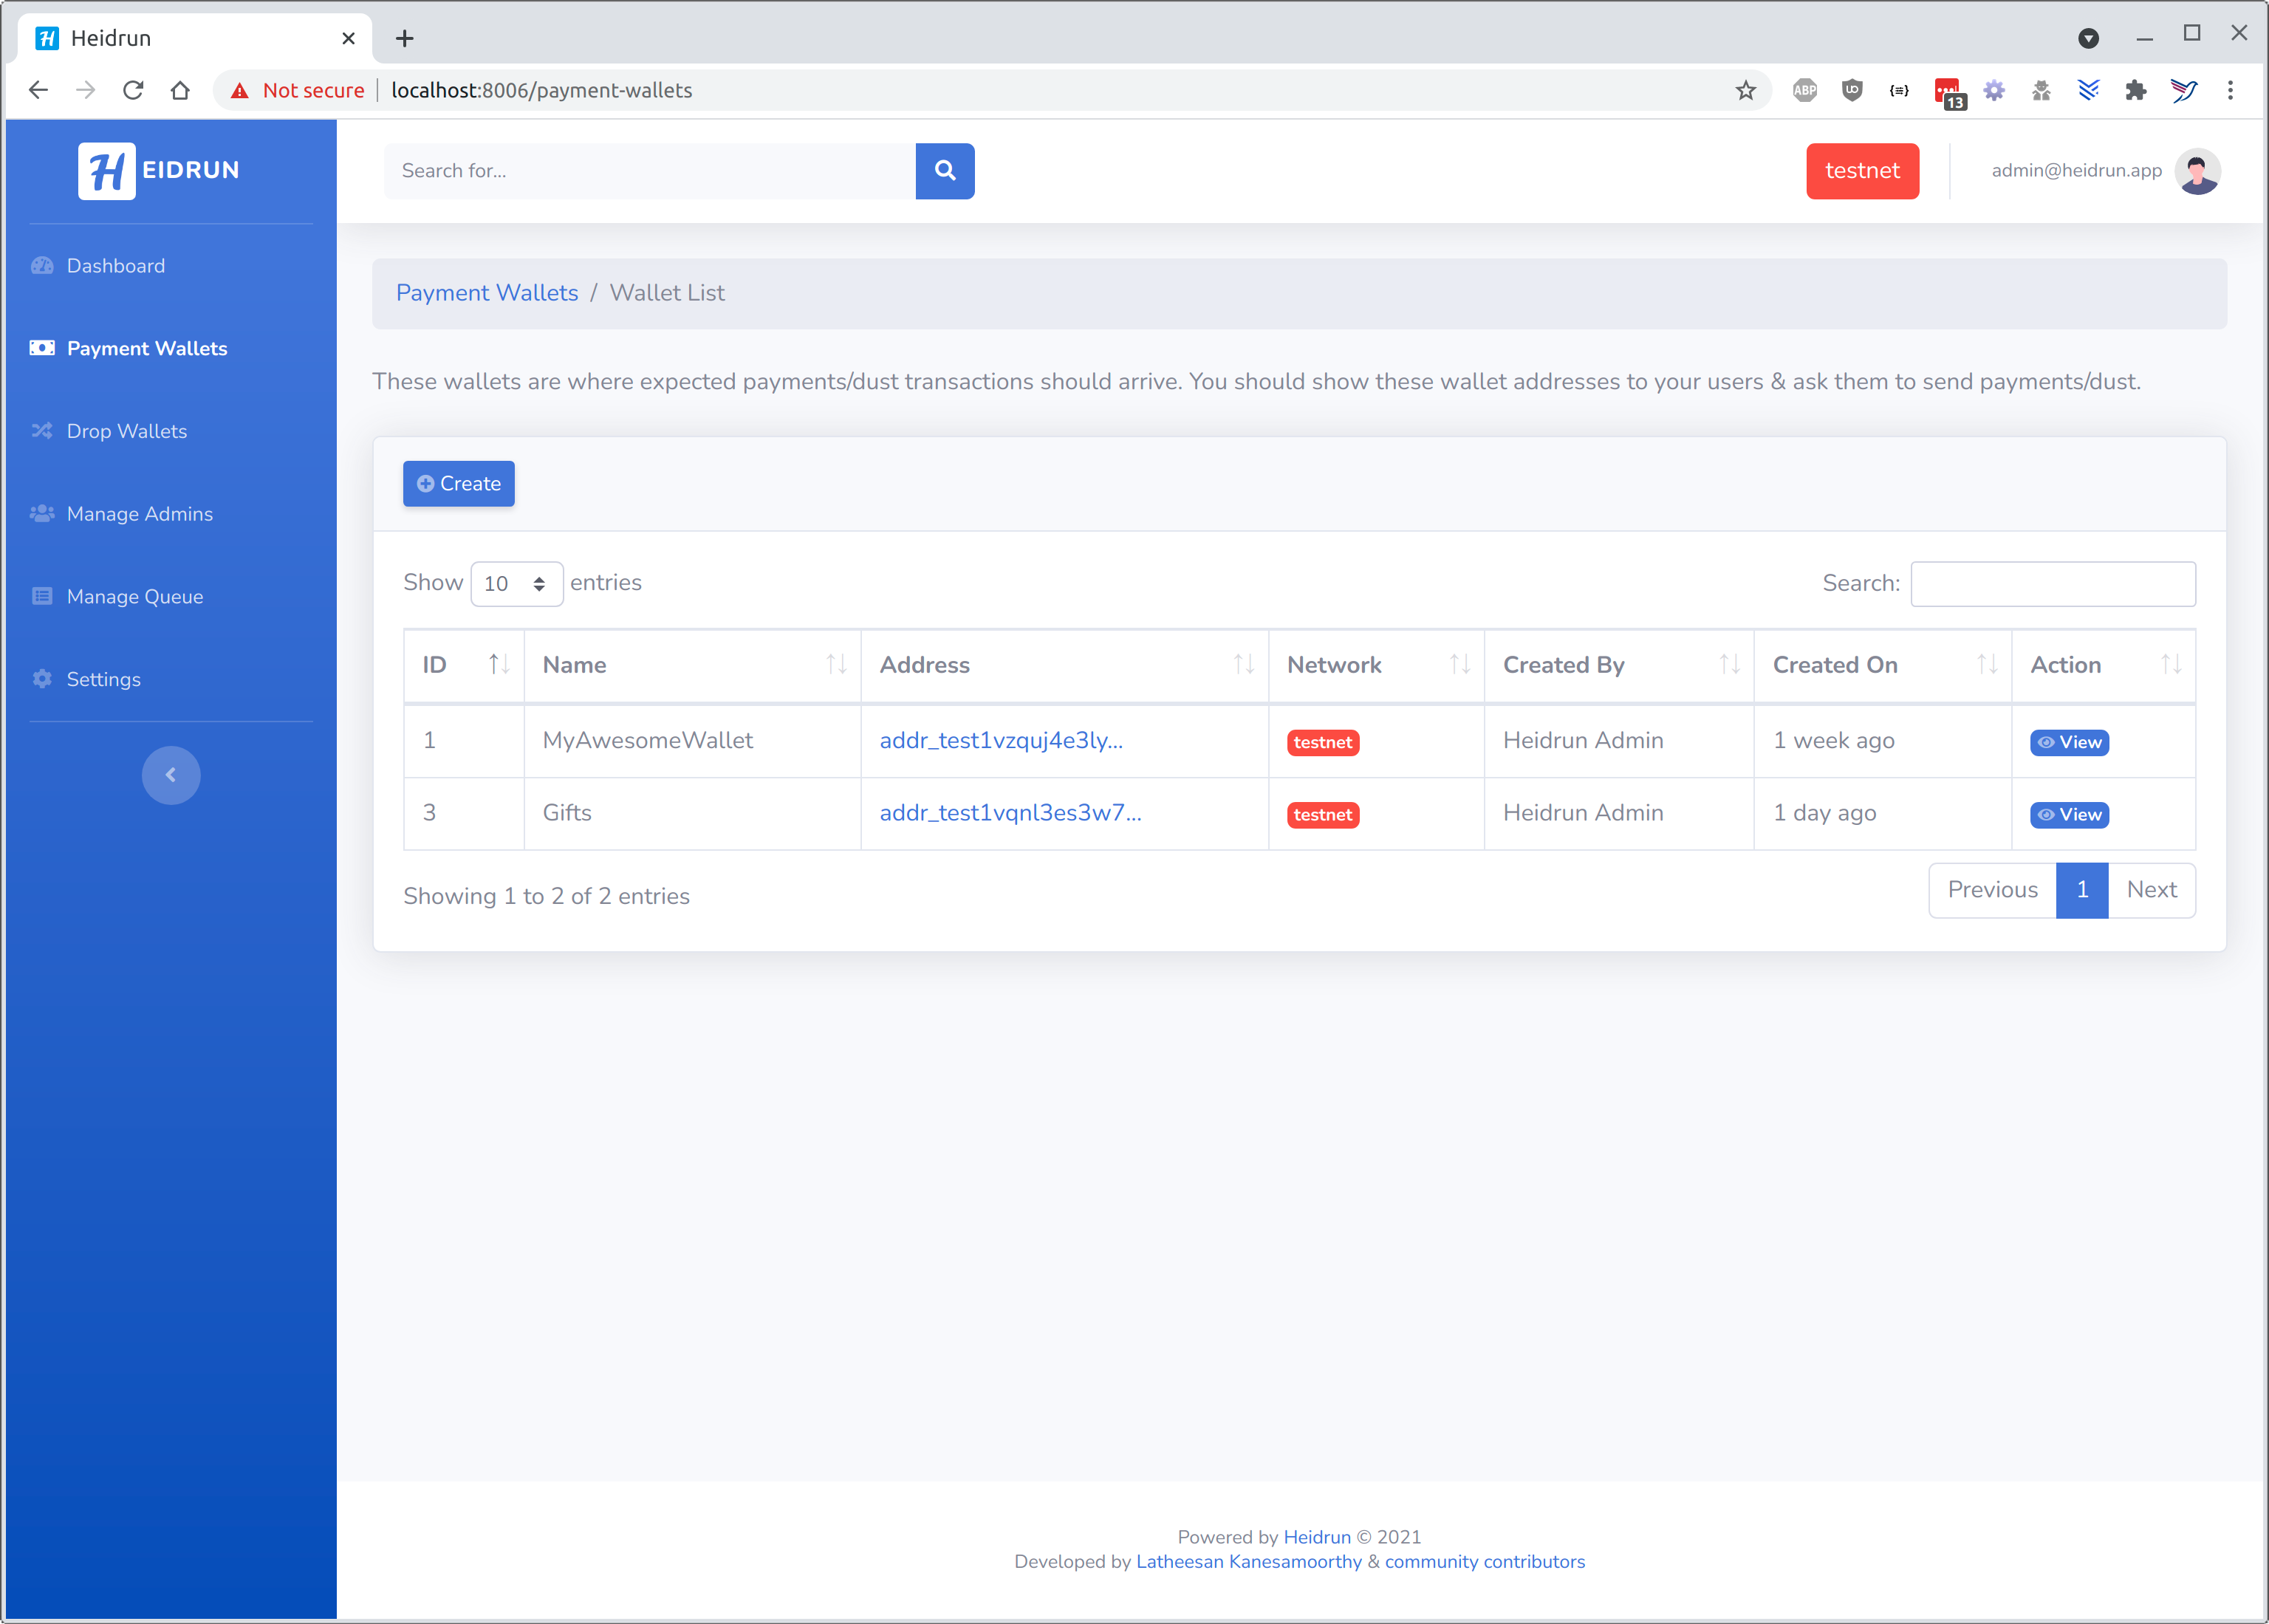 Heidrun
Not secure localhost:8006/payment-wallets
ABP
13
HEIDRUN
Search for...
testnet
admin@heidrun.app
Dashboard
Payment Wallets
Drop Wallets
Manage Admins
Manage Queue
Settings
Payment Wallets / Wallet List
These wallets are where expected payments/dust transactions should arrive. You should show these wallet addresses to your users & ask them to send payments/dust.
Create
Show 10 entries
Search:
ID Name Address Network Created By Created On Action
1 MyAwesomeWallet addr_test1vzquj4e3ly... testnet Heidrun Admin 1 week ago View
3 Gifts addr_test1vqnl3es3w7... testnet Heidrun Admin 1 day ago View
Showing 1 to 2 of 2 entries
Previous 1 Next
Powered by Heidrun © 2021
Developed by Latheesan Kanesamoorthy & community contributors